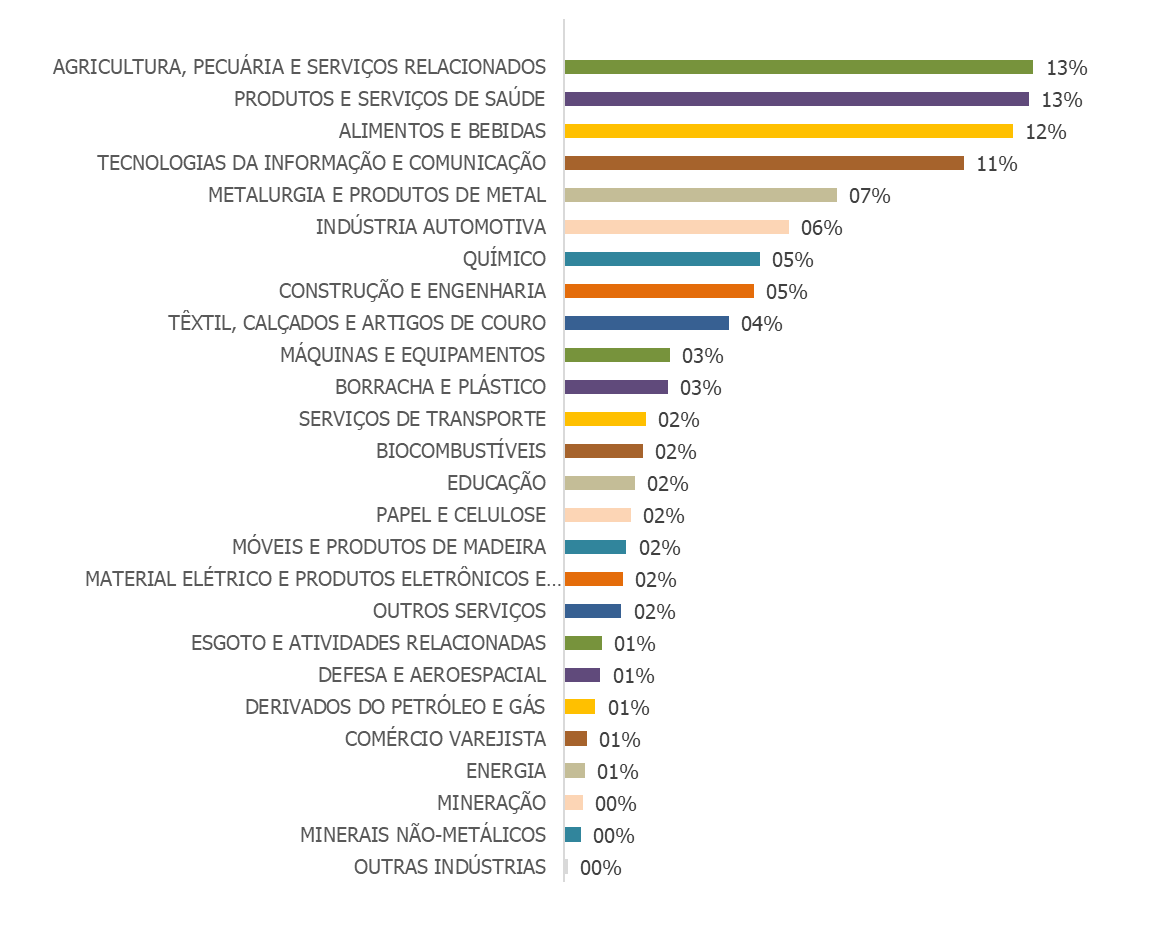 AGRICULTURA, PECUÁRIA E SERVIÇOS RELACIONADOS 13%
PRODUTOS E SERVIÇOS DE SAÚDE 13%
ALIMENTOS E BEBIDAS 12%
TECNOLOGIAS DA INFORMAÇÃO E COMUNICAÇÃO 11%
METALURGIA E PRODUTOS DE METAL 07%
INDÚSTRIA AUTOMOTIVA 06%
QUÍMICO 05%
CONSTRUÇÃO E ENGENHARIA 05%
TÊXTIL, CALÇADOS E ARTIGOS DE COURO 04%
MÁQUINAS E EQUIPAMENTOS 03%
BORRACHA E PLÁSTICO 03%
SERVIÇOS DE TRANSPORTE 02%
BIOCOMBUSTÍVEIS 02%
EDUCAÇÃO 02%
PAPEL E CELULOSE 02%
MÓVEIS E PRODUTOS DE MADEIRA 02%
MATERIAL ELÉTRICO E PRODUTOS ELETRÔNICOS E... 02%
OUTROS SERVIÇOS 02%
ESGOTO E ATIVIDADES RELACIONADAS 01%
DEFESA E AEROESPACIAL 01%
DERIVADOS DO PETRÓLEO E GÁS 01%
COMÉRCIO VAREJISTA 01%
ENERGIA 01%
MINERAÇÃO 00%
MINERAIS NÃO-METÁLICOS 00%
OUTRAS INDÚSTRIAS 00%